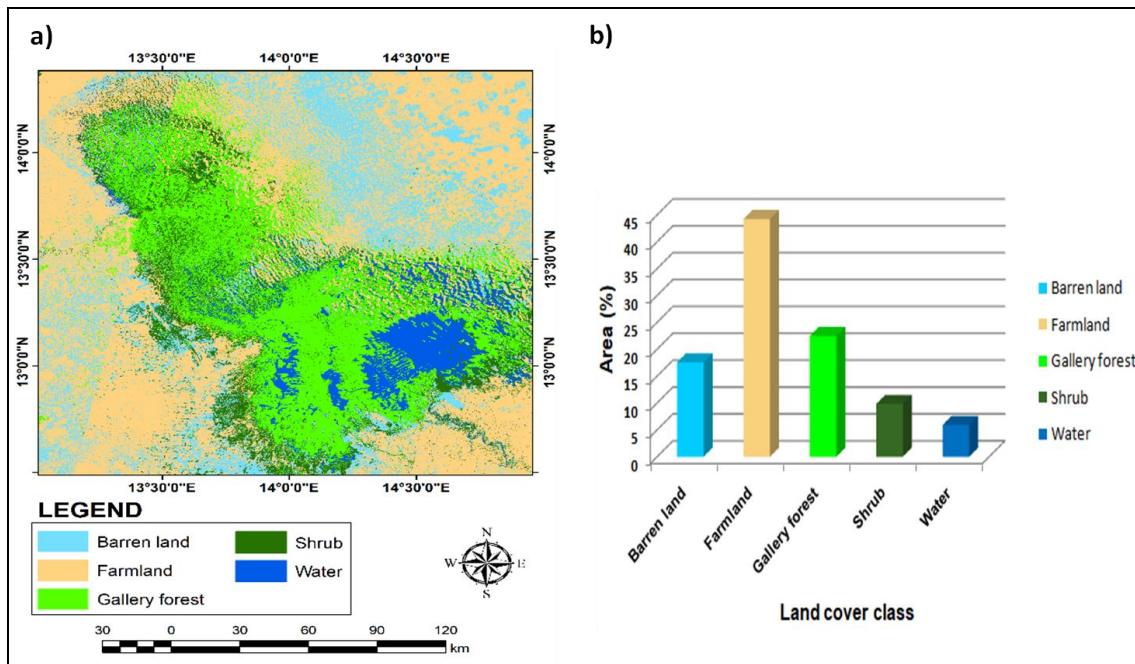 a)
13°30'0"E 14°0'0"E 14°30'0"E
14°0'0"N 14°0'0"N
13°30'0"N 13°30'0"N
13°0'0"N 13°0'0"N
13°30'0"E 14°0'0"E 14°30'0"E
LEGEND
Barren land Shrub
Farmland Water
Gallery forest
N
W E
S
30 15 0 30 60 90 120
km
b)
Area (%)
45
40
35
30
25
20
15
10
5
0
Barren land
Farmland
Gallery forest
Shrub
Water
Land cover class
Barren land
Farmland
Gallery forest
Shrub
Water